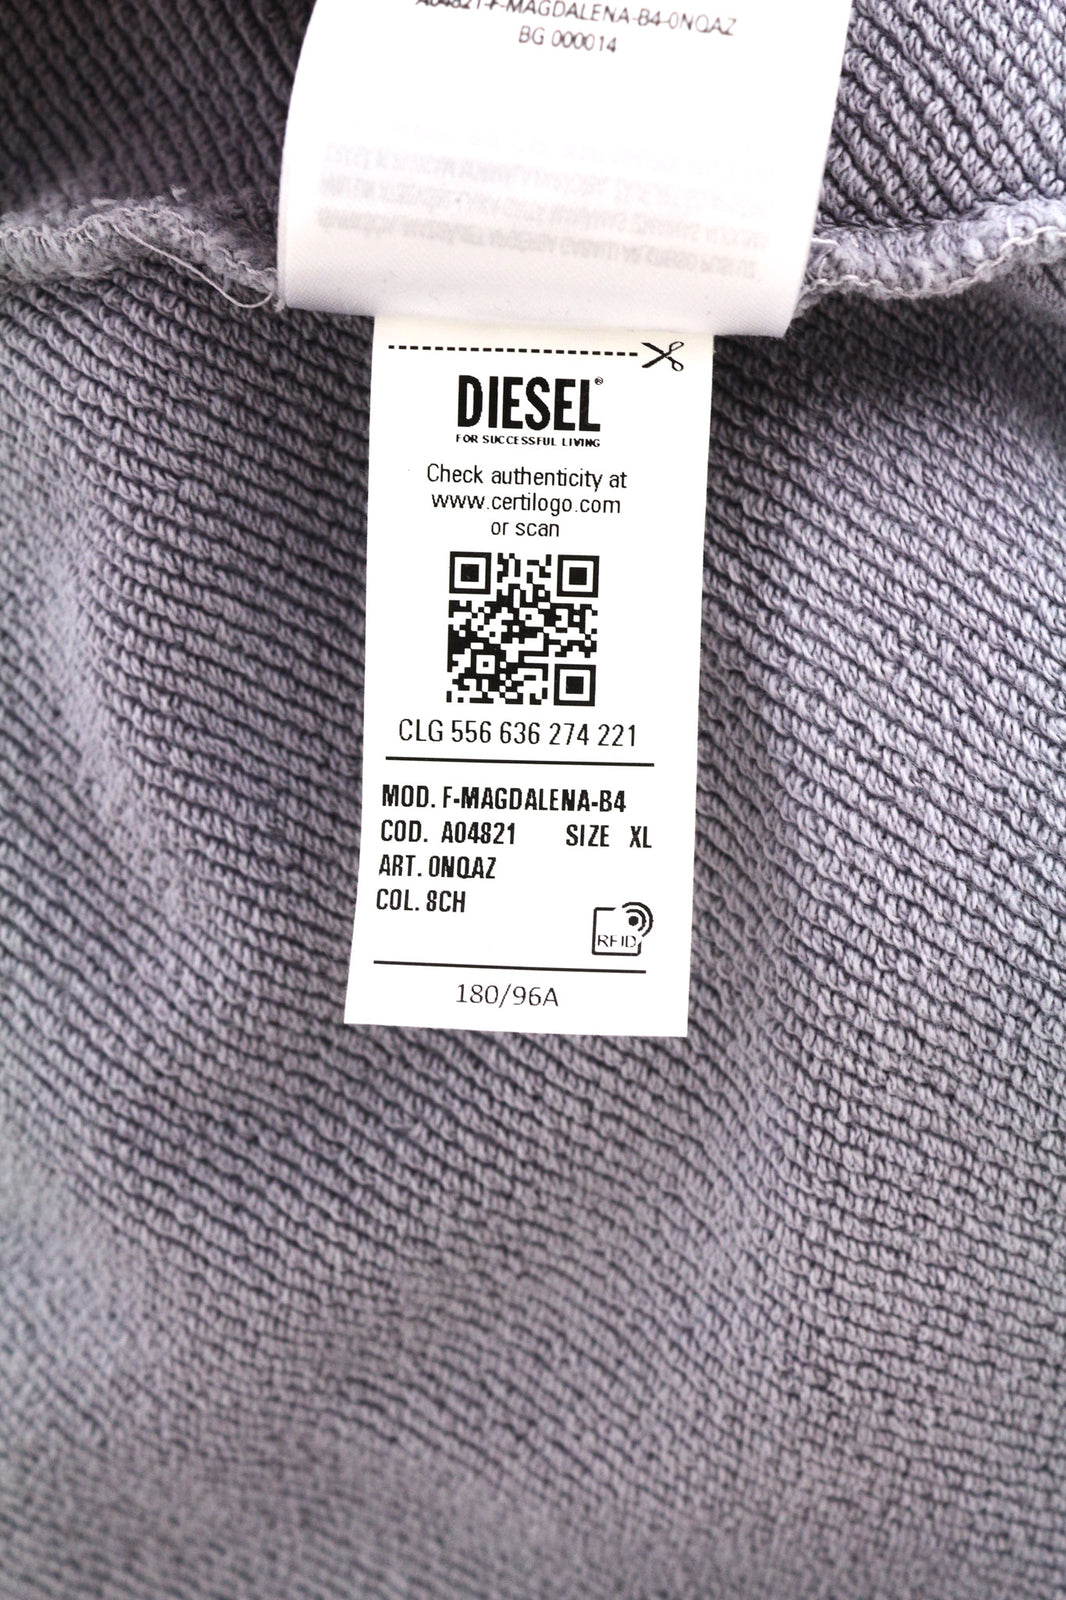 A04821-F-MAGDALENA-B4-0NQAZ
BG 000014
DIESEL®
FOR SUCCESSFUL LIVING
Check authenticity at
www.certilogo.com
or scan
CLG 556 636 274 221
MOD. F-MAGDALENA-B4
COD. A04821 SIZE XL
ART. 0NQAZ
COL. 8CH
RFID
180/96A